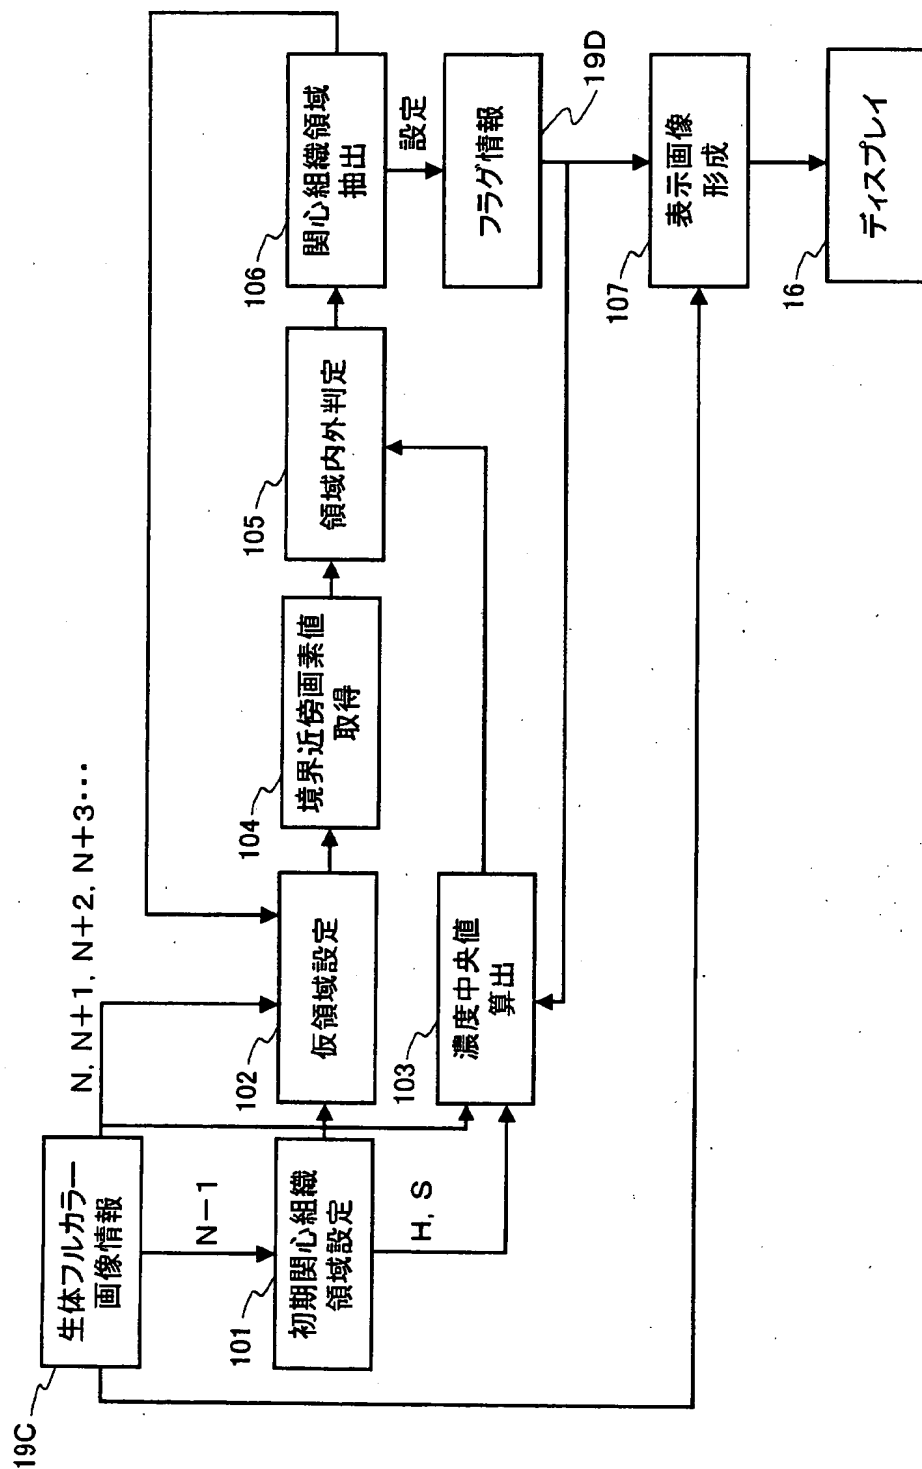 19C
生体フルカラー
画像情報
N, N+1, N+2, N+3・・・
N−1
101
初期関心組織
領域設定
H, S
102
仮領域設定
103
濃度中央値
算出
104
境界近傍画素値
取得
105
領域内外判定
106
関心組織領域
抽出
設定
フラグ情報
19D
107
表示画像
形成
16
ディスプレイ